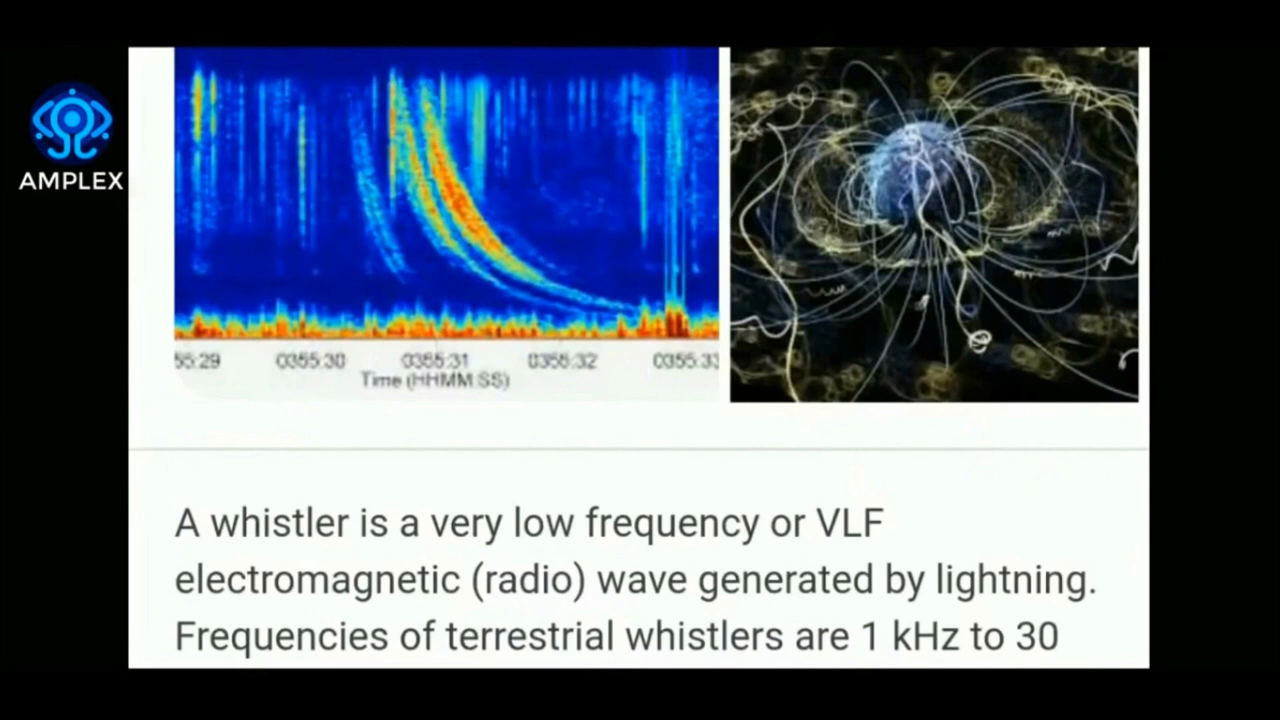 AMPLEX
55:29 0355:30 0355:31 0355:32 0355:33
Time (HHMM:SS)
A whistler is a very low frequency or VLF
electromagnetic (radio) wave generated by lightning.
Frequencies of terrestrial whistlers are 1 kHz to 30